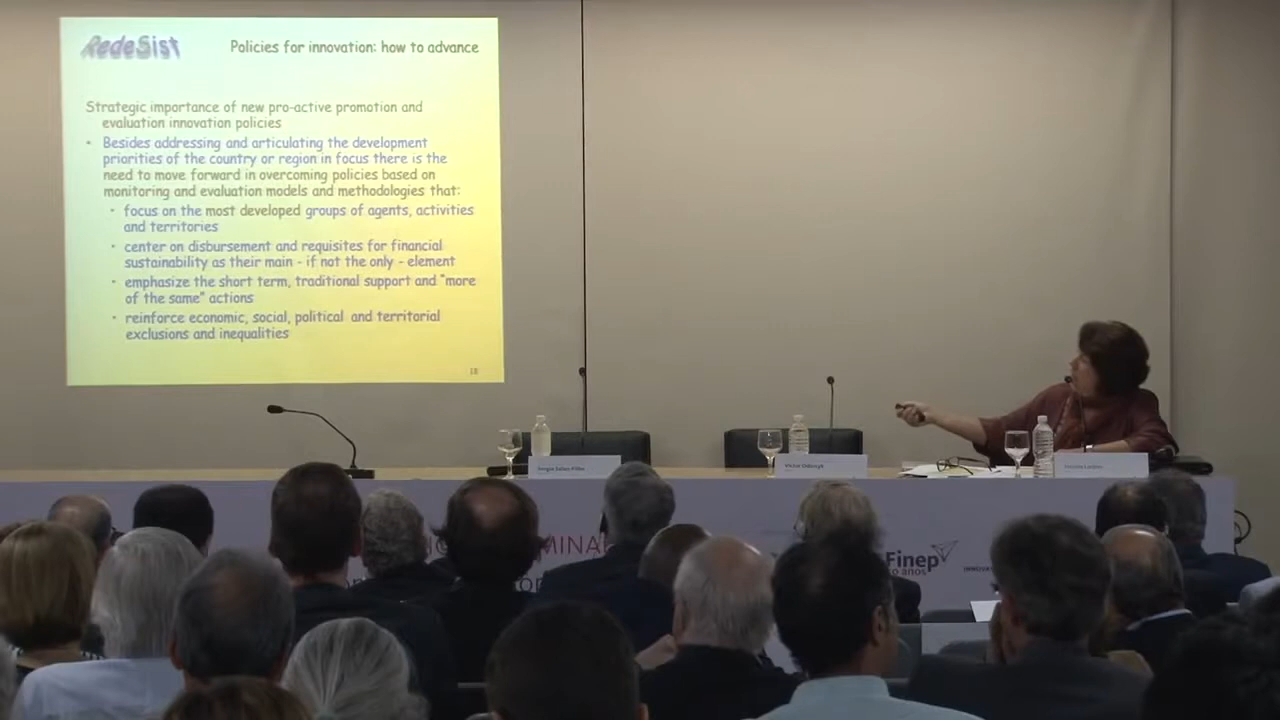 RedeSist
Policies for innovation: how to advance
Strategic importance of new pro-active promotion and
evaluation innovation policies
• Besides addressing and articulating the development
priorities of the country or region in focus there is the
need to move forward in overcoming policies based on
monitoring and evaluation models and methodologies that:
• focus on the most developed groups of agents, activities
and territories
• center on disbursement and requisites for financial
sustainability as their main - if not the only - element
• emphasize the short term, traditional support and "more
of the same" actions
• reinforce economic, social, political and territorial
exclusions and inequalities
18
Finep
anos